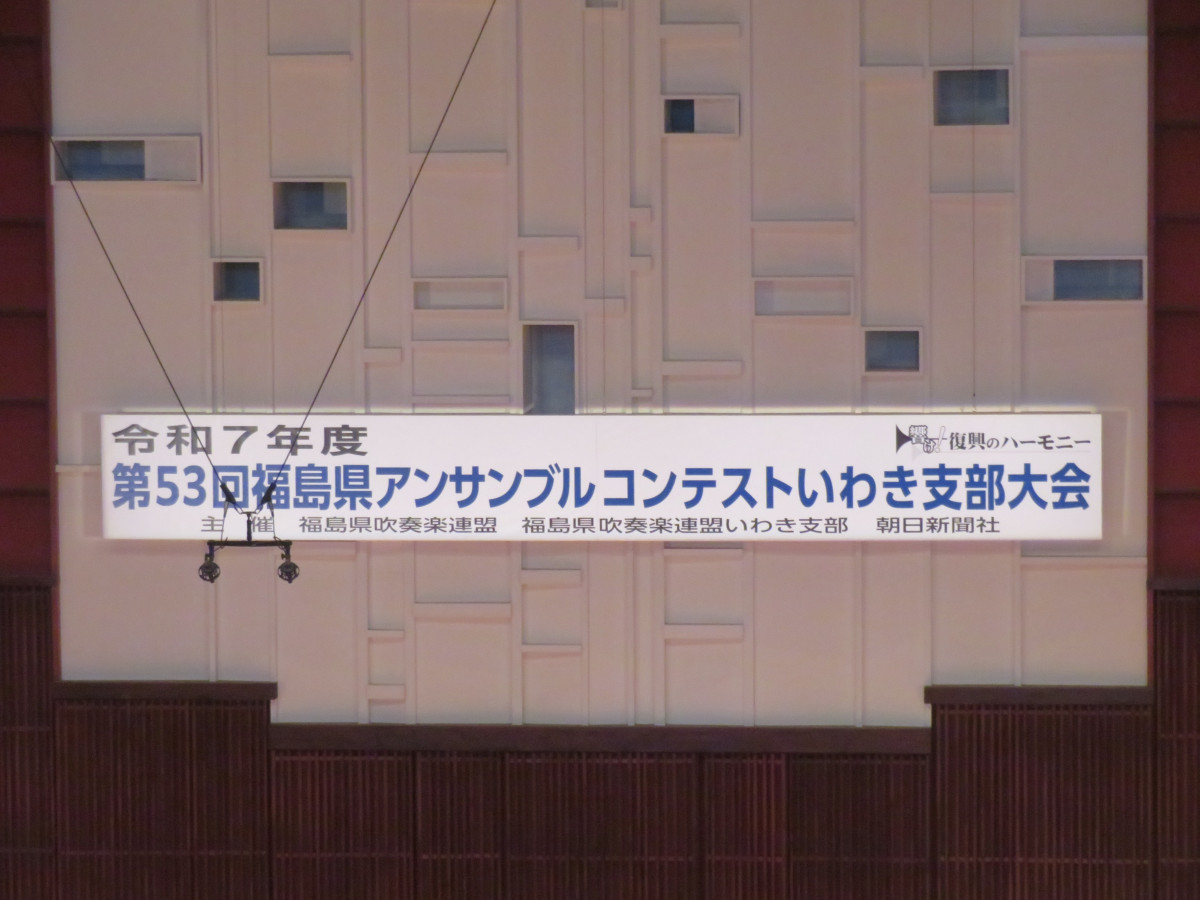 令和7年度
響け! 復興のハーモニー
第53回福島県アンサンブルコンテストいわき支部大会
主 催 福島県吹奏楽連盟 福島県吹奏楽連盟いわき支部 朝日新聞社